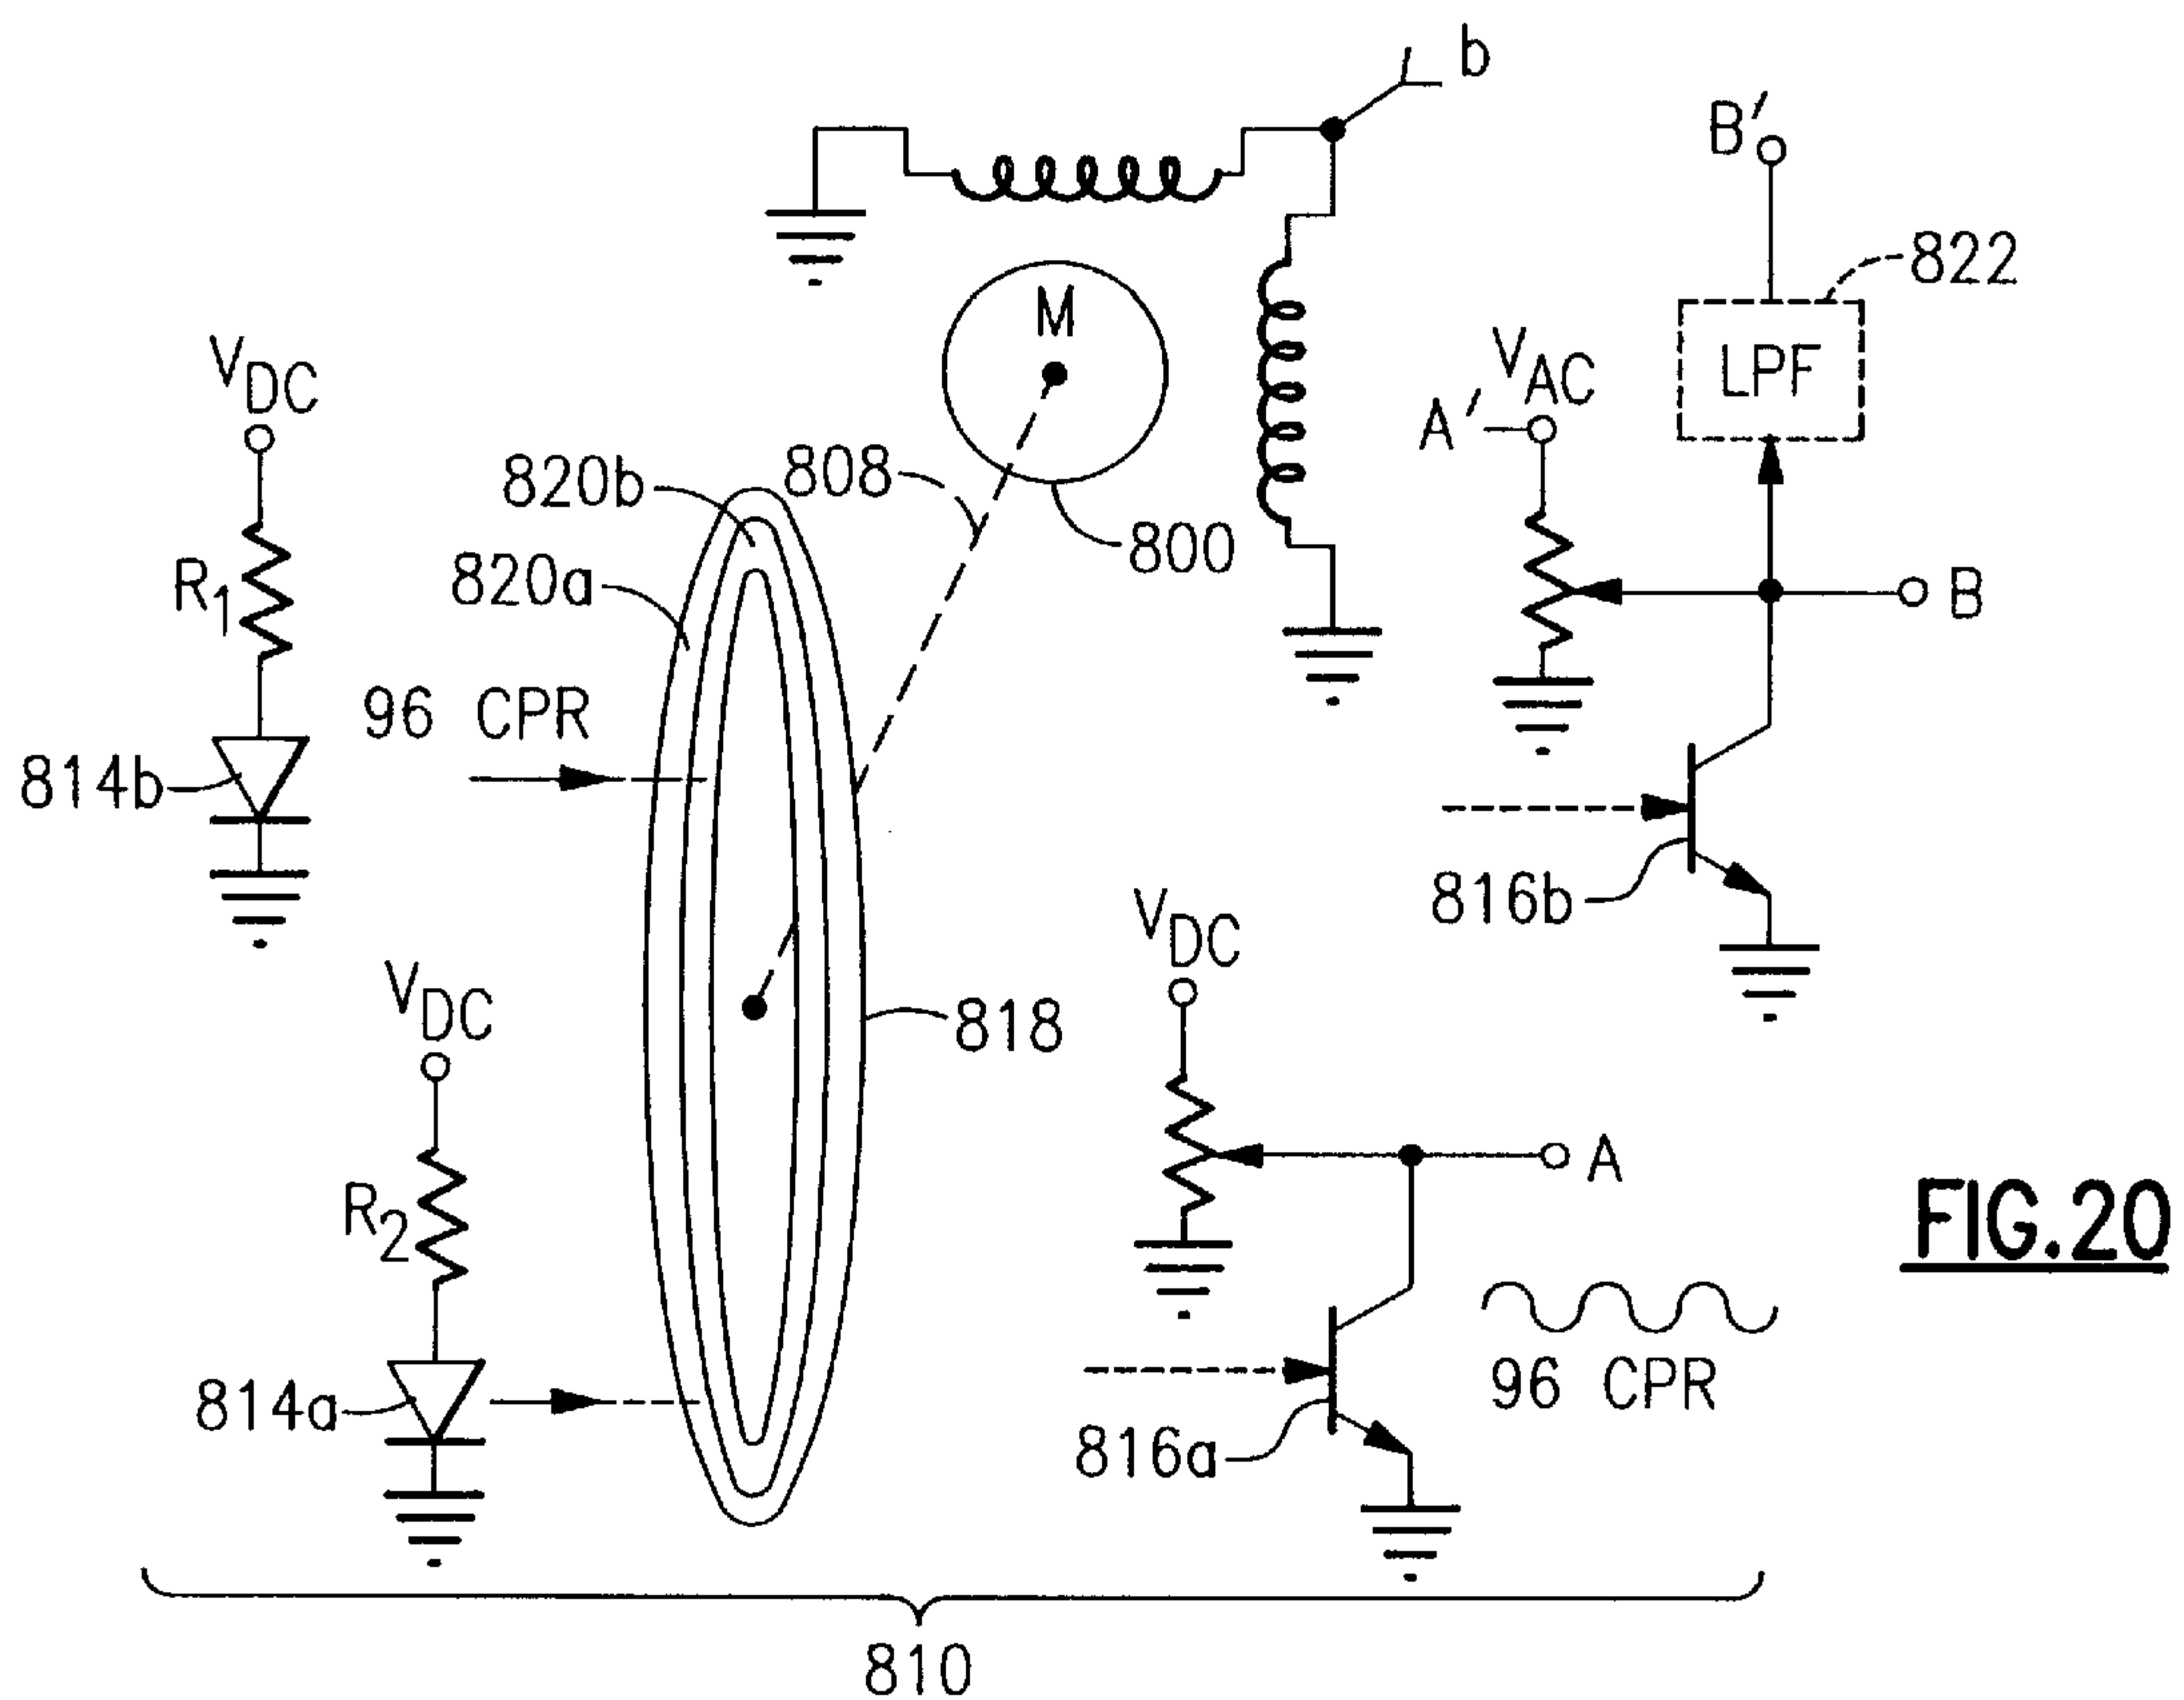 b
B′
822
LPF
V_AC
A′
M
V_DC
808
820b
800
820a
R1
B
96 CPR
814b
816b
V_DC
V_DC
818
A
R2
FIG.20
814a
96 CPR
816a
810